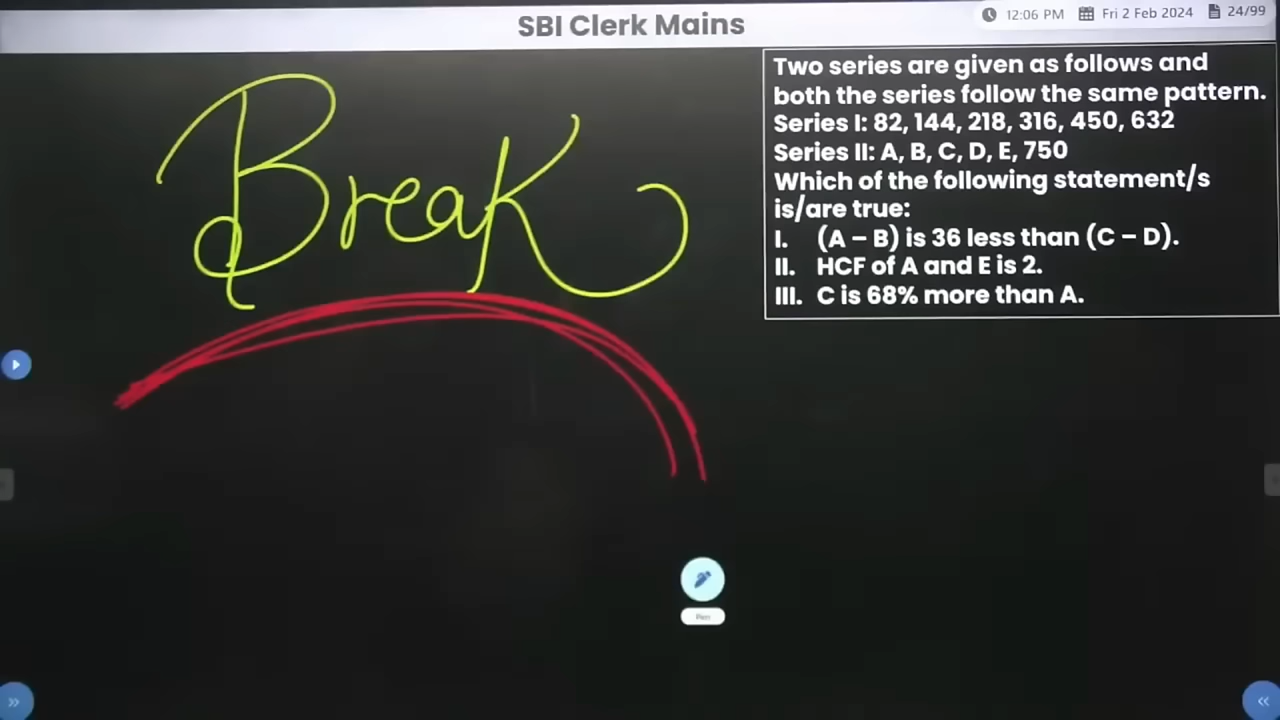 12:06 PM Fri 2 Feb 2024 24/99
SBI Clerk Mains
Break
Two series are given as follows and
both the series follow the same pattern.
Series I: 82, 144, 218, 316, 450, 632
Series II: A, B, C, D, E, 750
Which of the following statement/s
is/are true:
I. (A – B) is 36 less than (C – D).
II. HCF of A and E is 2.
III. C is 68% more than A.
Pen